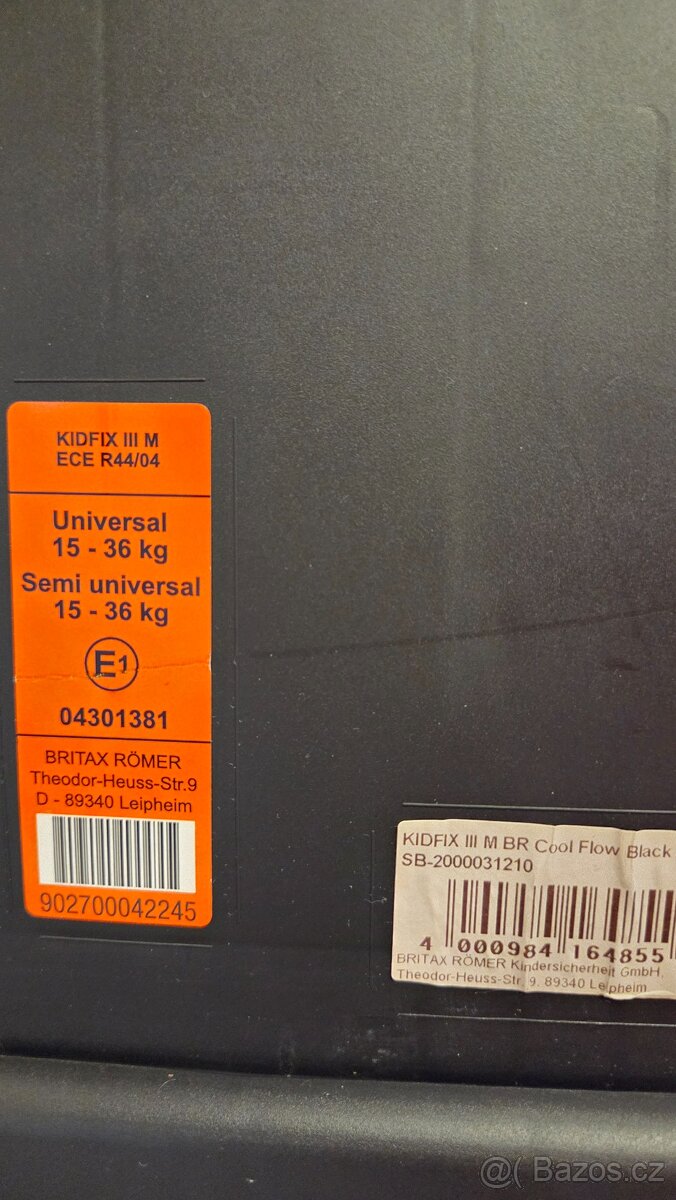 KIDFIX III M
ECE R44/04
Universal
15 - 36 kg
Semi universal
15 - 36 kg
E1
04301381
BRITAX RÖMER
Theodor-Heuss-Str.9
D - 89340 Leipheim
902700042245
KIDFIX III M BR Cool Flow Black
SB-2000031210
4 000984 164855
BRITAX RÖMER Kindersicherheit GmbH,
Theodor-Heuss-Str. 9. 89340 Leipheim
@( Bazos.cz